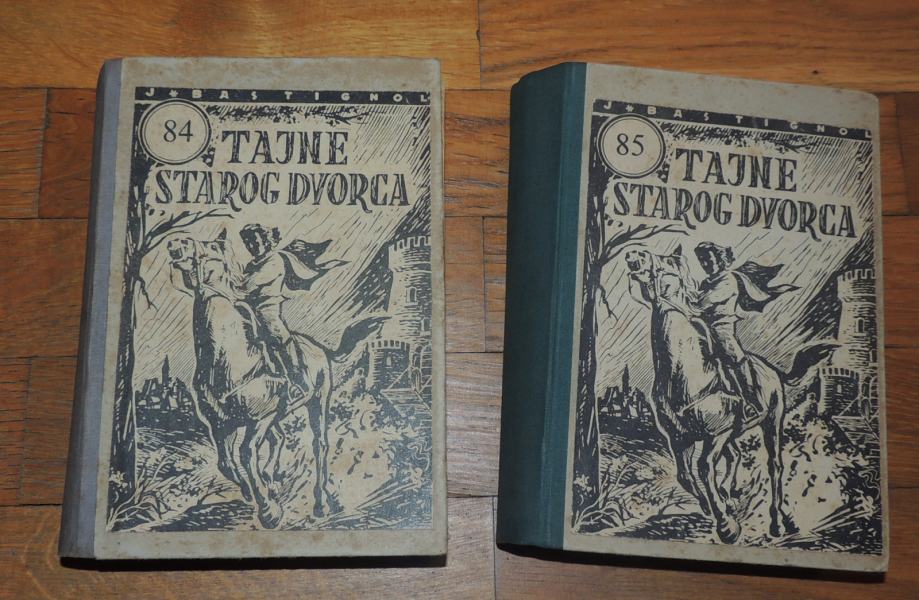 J * BASTIGNOL
84
TAJNE
STAROG DVORCA
J * BASTIGNOL
85
TAJNE
STAROG DVORCA